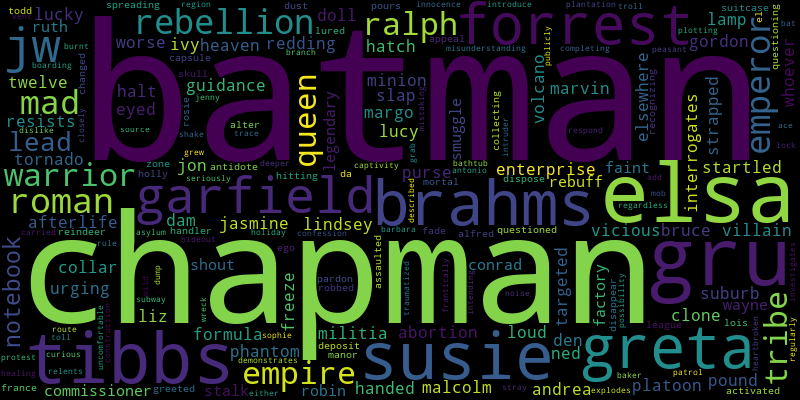 todd spreading region pours innocence introduce plantation troll suitcase el
lucky dust doll ralph forrest lamp plotting bat
jw ruth rebellion lured hatch appeal misunderstanding completing peasant gordon questioning
burnt worse ivy heaven redding branch publicly whoever
boarding changed batman emperor
twelve halt capsule guidance minion volcano marvin elsewhere strapped
mad eyed skull jenny queen slap smuggle collecting recognizing
resists closely rosie legendary margo mistaking intruder respond ace
dislike source alter lucy lock
lead shake trace grab
tornado grew jon antidote deeper captivity bathtub enterprise faint startled
zone purse antonio rebuff add
warrior holly seriously hitting da mortal dispose mob interrogates
roman garfield brahms described elsa regardless
afterlife dam jasmine lindsey barbara fade alfred questioned vicious bruce villain
reindeer handler holiday confession
notebook carried rule asylum hideout ego assaulted
collar shout chapman conrad targeted gru
urging build dump freeze pardon robbed traumatized frantically intending factory disappear possibility suburb investigates
liz subway wreck noise clone wayne tribe
route formula deposit militia abortion loud den league lois
protest toll sophie manor ned greta heartbroken regularly
curious uncomfortable tibbs phantom susie
healing relents demonstrates empire baker patrol
france commissioner greeted stalk either robin handed malcolm stray andrea explodes platoon pound activated